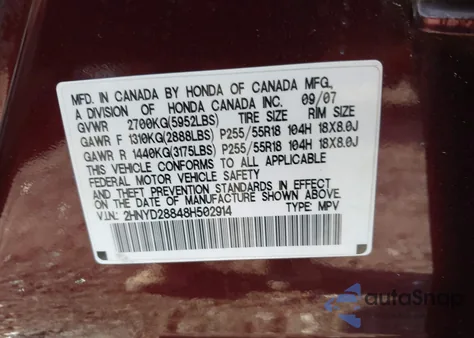 MFD. IN CANADA BY HONDA OF CANADA MFG.,
A DIVISION OF HONDA CANADA INC. 09/07
GVWR 2700KG(5952LBS) TIRE SIZE RIM SIZE
GAWR F 1310KG(2888LBS) P255/55R18 104H 18X8.0J
GAWR R 1440KG(3175LBS) P255/55R18 104H 18X8.0J
THIS VEHICLE CONFORMS TO ALL APPLICABLE
FEDERAL MOTOR VEHICLE SAFETY, BUMPER,
AND THEFT PREVENTION STANDARDS IN EFFECT
ON THE DATE OF MANUFACTURE SHOWN ABOVE.
V.I.N.: 2HNYD28848H502914 TYPE: MPV
autoSnap